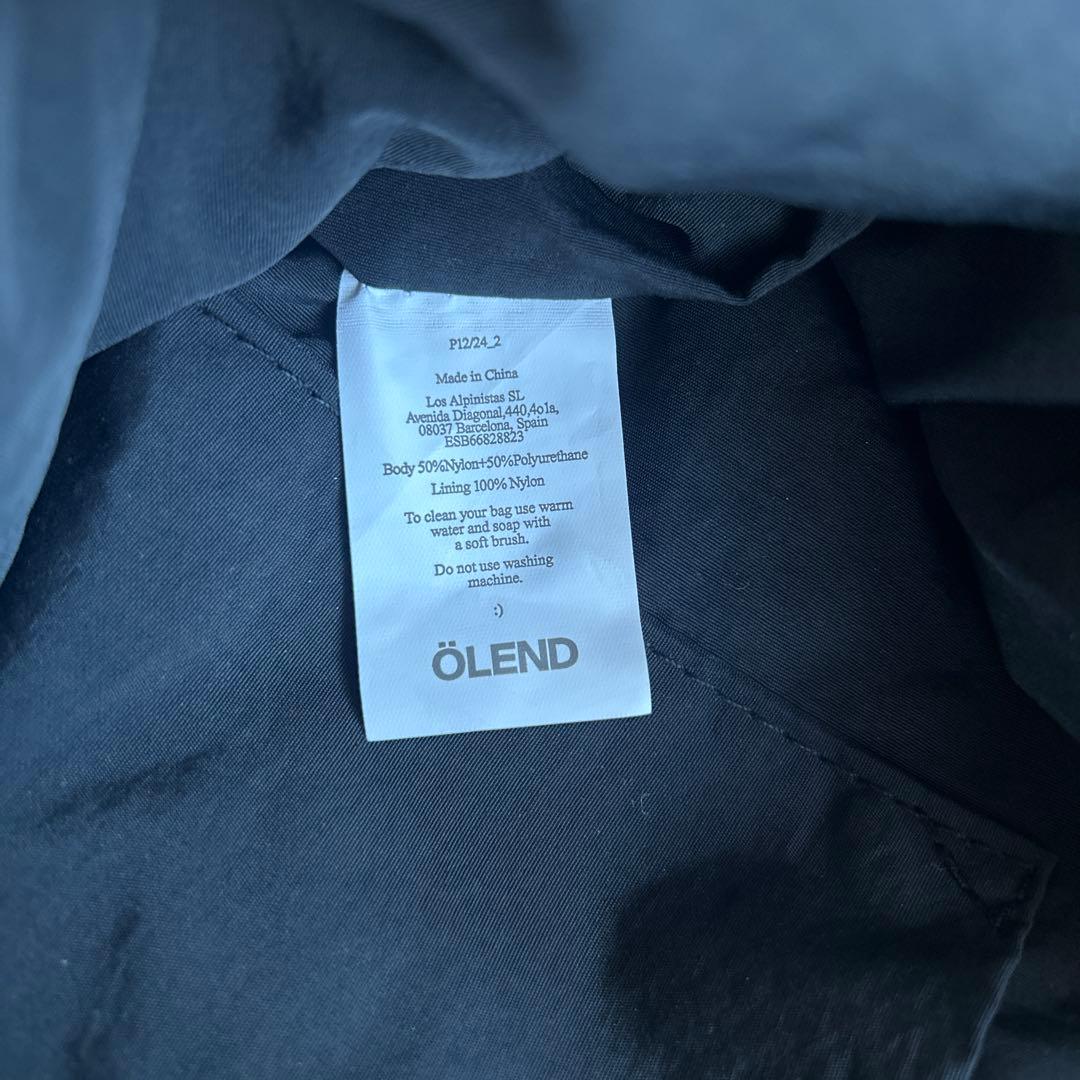 P12/24_2
Made in China
Los Alpinistas SL
Avenida Diagonal,440,4o1a,
08037 Barcelona, Spain
ESB66828823
Body 50%Nylon+50%Polyurethane
Lining 100% Nylon
To clean your bag use warm
water and soap with
a soft brush.
Do not use washing
machine.
:)
ÖLEND